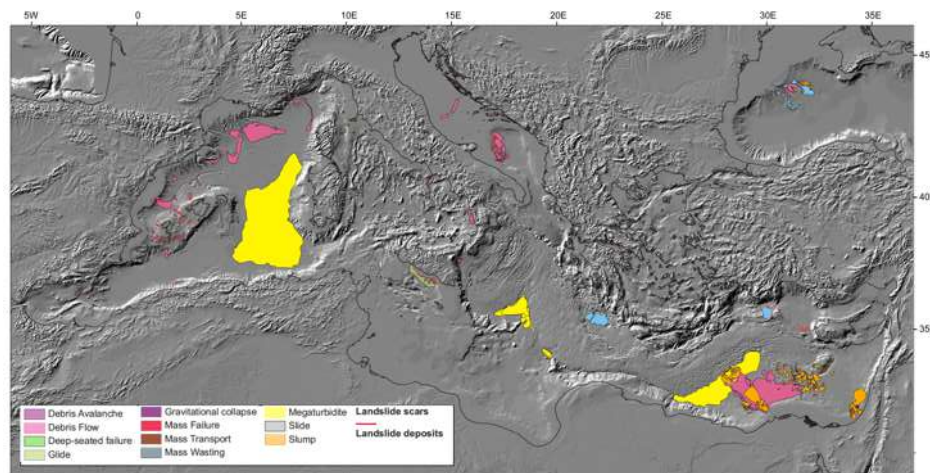 5W 0 5E 10E 15E 20E 25E 30E 35E
45
40
35
Debris Avalanche
Debris Flow
Deep-seated failure
Glide
Gravitational collapse
Mass Failure
Mass Transport
Mass Wasting
Megaturbidite
Slide
Slump
Landslide scars
Landslide deposits